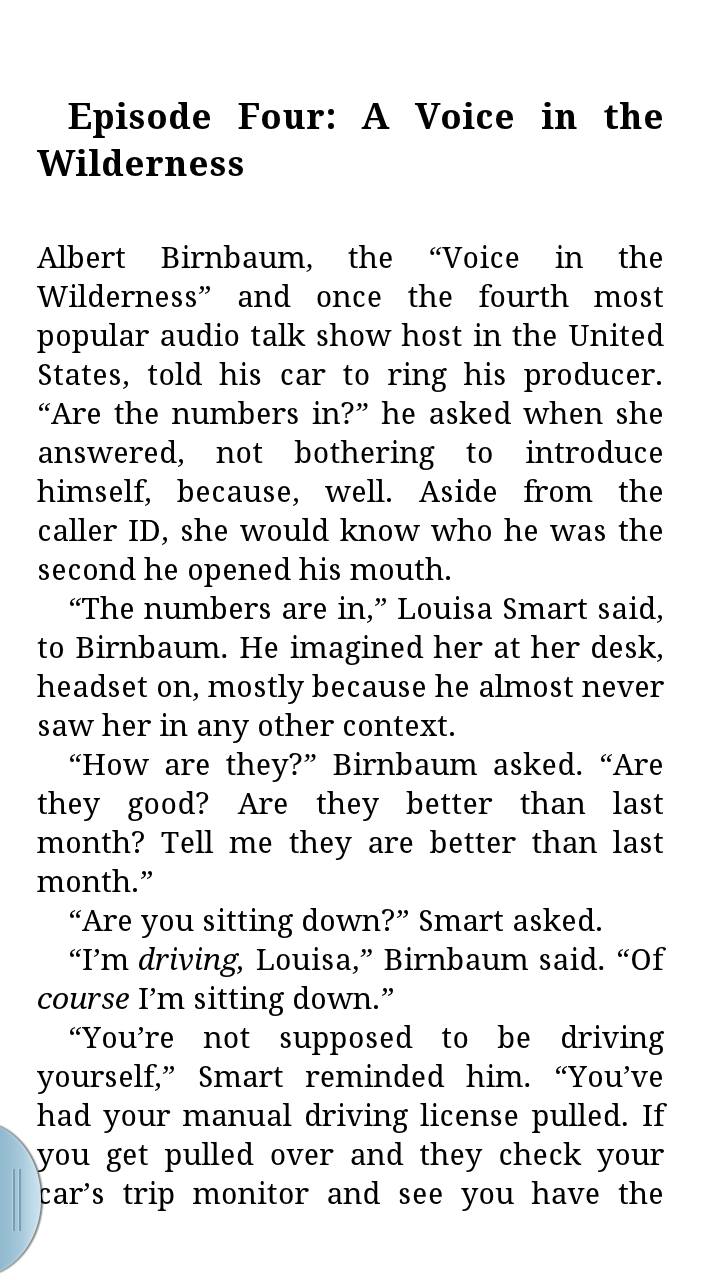 Episode Four: A Voice in the
Wilderness
Albert Birnbaum, the “Voice in the
Wilderness” and once the fourth most
popular audio talk show host in the United
States, told his car to ring his producer.
“Are the numbers in?” he asked when she
answered, not bothering to introduce
himself, because, well. Aside from the
caller ID, she would know who he was the
second he opened his mouth.
“The numbers are in,” Louisa Smart said,
to Birnbaum. He imagined her at her desk,
headset on, mostly because he almost never
saw her in any other context.
“How are they?” Birnbaum asked. “Are
they good? Are they better than last
month? Tell me they are better than last
month.”
“Are you sitting down?” Smart asked.
“I’m driving, Louisa,” Birnbaum said. “Of
course I’m sitting down.”
“You’re not supposed to be driving
yourself,” Smart reminded him. “You’ve
had your manual driving license pulled. If
you get pulled over and they check your
car’s trip monitor and see you have the